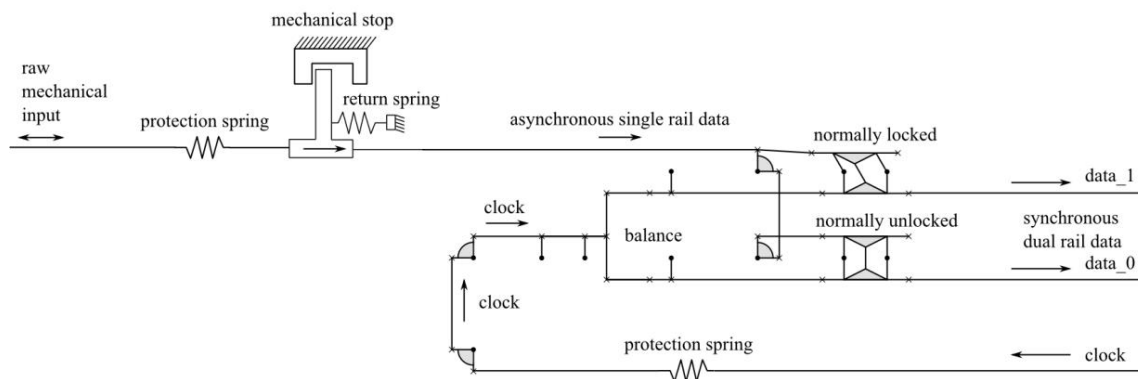 mechanical stop
raw
mechanical
input
return spring
protection spring
asynchronous single rail data
normally locked
data_1
clock
balance
normally unlocked
synchronous
dual rail data
data_0
clock
protection spring
clock